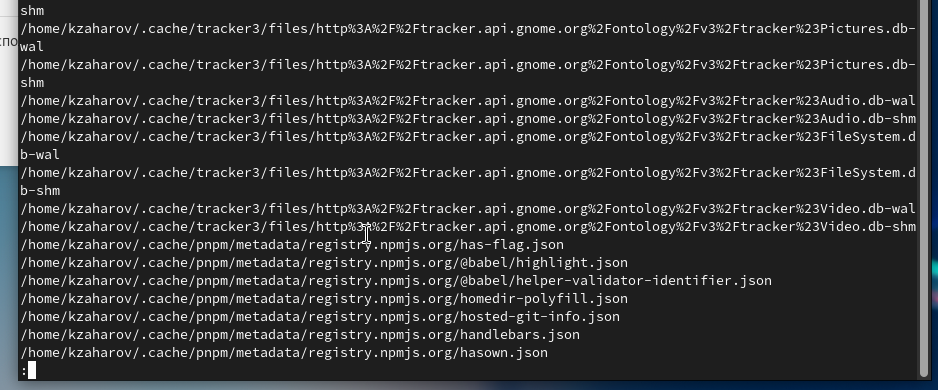 shm
/home/kzaharov/.cache/tracker3/files/http%3A%2F%2Ftracker.api.gnome.org%2Fontology%2Fv3%2Ftracker%23Pictures.db-
wal
/home/kzaharov/.cache/tracker3/files/http%3A%2F%2Ftracker.api.gnome.org%2Fontology%2Fv3%2Ftracker%23Pictures.db-
shm
/home/kzaharov/.cache/tracker3/files/http%3A%2F%2Ftracker.api.gnome.org%2Fontology%2Fv3%2Ftracker%23Audio.db-wal
/home/kzaharov/.cache/tracker3/files/http%3A%2F%2Ftracker.api.gnome.org%2Fontology%2Fv3%2Ftracker%23Audio.db-shm
/home/kzaharov/.cache/tracker3/files/http%3A%2F%2Ftracker.api.gnome.org%2Fontology%2Fv3%2Ftracker%23FileSystem.d
b-wal
/home/kzaharov/.cache/tracker3/files/http%3A%2F%2Ftracker.api.gnome.org%2Fontology%2Fv3%2Ftracker%23FileSystem.d
b-shm
/home/kzaharov/.cache/tracker3/files/http%3A%2F%2Ftracker.api.gnome.org%2Fontology%2Fv3%2Ftracker%23Video.db-wal
/home/kzaharov/.cache/tracker3/files/http%3A%2F%2Ftracker.api.gnome.org%2Fontology%2Fv3%2Ftracker%23Video.db-shm
/home/kzaharov/.cache/pnpm/metadata/registry.npmjs.org/has-flag.json
/home/kzaharov/.cache/pnpm/metadata/registry.npmjs.org/@babel/highlight.json
/home/kzaharov/.cache/pnpm/metadata/registry.npmjs.org/@babel/helper-validator-identifier.json
/home/kzaharov/.cache/pnpm/metadata/registry.npmjs.org/homedir-polyfill.json
/home/kzaharov/.cache/pnpm/metadata/registry.npmjs.org/hosted-git-info.json
/home/kzaharov/.cache/pnpm/metadata/registry.npmjs.org/handlebars.json
/home/kzaharov/.cache/pnpm/metadata/registry.npmjs.org/hasown.json
: